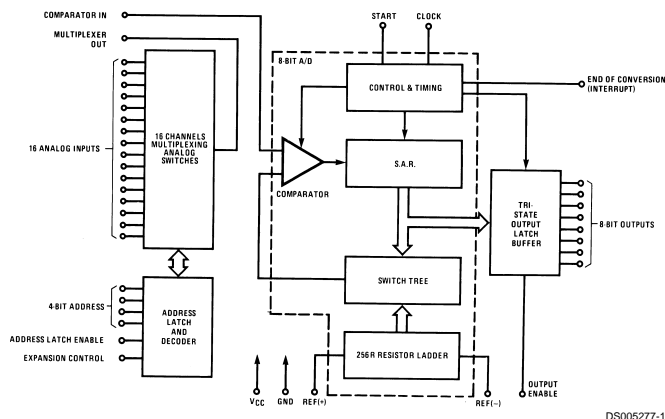 START
CLOCK
COMPARATOR IN
MULTIPLEXER
OUT
8-BIT A/D
CONTROL & TIMING
END OF CONVERSION
(INTERRUPT)
16 ANALOG INPUTS
16 CHANNELS
MULTIPLEXING
ANALOG
SWITCHES
COMPARATOR
S.A.R.
TRI-
STATE
OUTPUT
LATCH
BUFFER
8-BIT OUTPUTS
SWITCH TREE
4-BIT ADDRESS
ADDRESS
LATCH
AND
DECODER
ADDRESS LATCH ENABLE
EXPANSION CONTROL
256R RESISTOR LADDER
VCC
GND
REF(+)
REF(−)
OUTPUT
ENABLE
DS005277-1